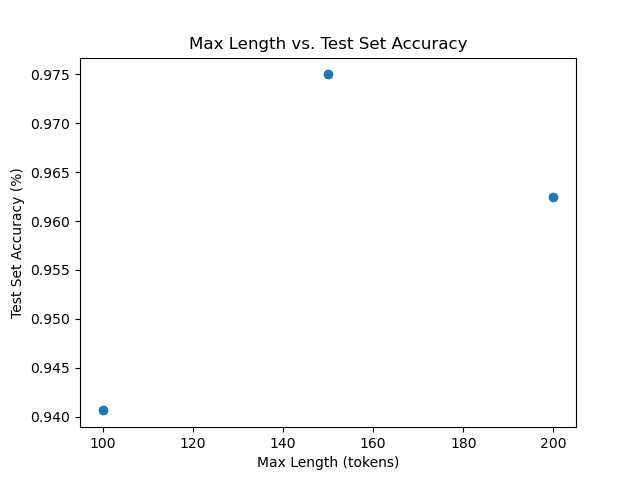 Max Length vs. Test Set Accuracy
0.975
0.970
0.965
0.960
0.955
0.950
0.945
0.940
Test Set Accuracy (%)
100 120 140 160 180 200
Max Length (tokens)